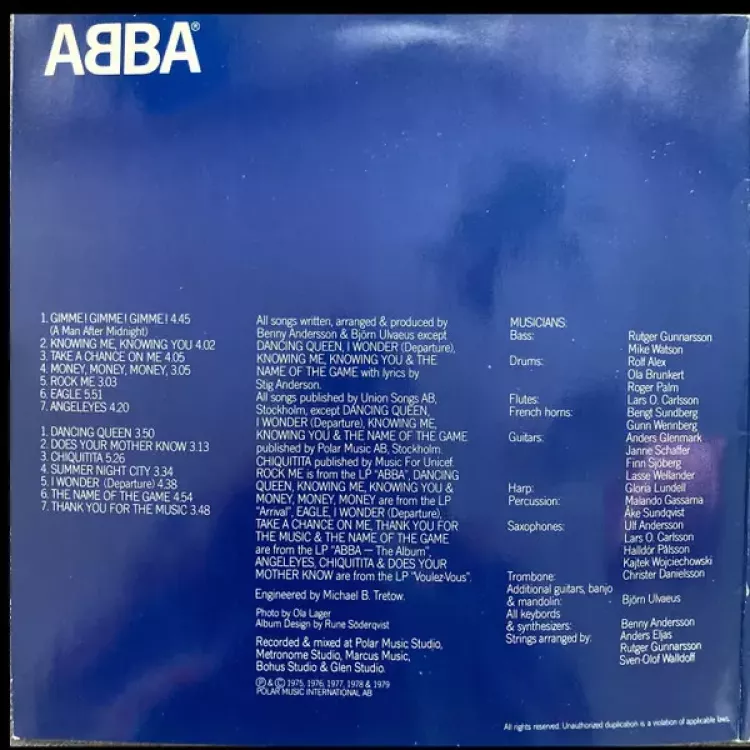 ABBA®
1. GIMME! GIMME! GIMME! 4.45
(A Man After Midnight)
2. KNOWING ME, KNOWING YOU 4.02
3. TAKE A CHANCE ON ME 4.05
4. MONEY, MONEY, MONEY, 3.05
5. ROCK ME 3.03
6. EAGLE 5.51
7. ANGELEYES 4.20
1. DANCING QUEEN 3.50
2. DOES YOUR MOTHER KNOW 3.13
3. CHIQUITITA 5.26
4. SUMMER NIGHT CITY 3.34
5. I WONDER (Departure) 4.38
6. THE NAME OF THE GAME 4.54
7. THANK YOU FOR THE MUSIC 3.48
All songs written, arranged & produced by
Benny Andersson & Björn Ulvaeus except
DANCING QUEEN, I WONDER (Departure),
KNOWING ME, KNOWING YOU & THE
NAME OF THE GAME with lyrics by
Stig Anderson.
All songs published by Union Songs AB,
Stockholm, except DANCING QUEEN,
I WONDER (Departure), KNOWING ME,
KNOWING YOU & THE NAME OF THE GAME
published by Polar Music AB, Stockholm.
CHIQUITITA published by Music For Unicef.
ROCK ME is from the LP "ABBA", DANCING
QUEEN, KNOWING ME, KNOWING YOU &
MONEY, MONEY, MONEY are from the LP
"Arrival", EAGLE, I WONDER (Departure),
TAKE A CHANCE ON ME, THANK YOU FOR
THE MUSIC & THE NAME OF THE GAME
are from the LP "ABBA — The Album",
ANGELEYES, CHIQUITITA & DOES YOUR
MOTHER KNOW are from the LP "Voulez-Vous".
Engineered by Michael B. Tretow.
Photo by Ola Lager
Album Design by Rune Söderqvist
Recorded & mixed at Polar Music Studio,
Metronome Studio, Marcus Music,
Bohus Studio & Glen Studio.
℗ & © 1975, 1976, 1977, 1978 & 1979
POLAR MUSIC INTERNATIONAL AB
MUSICIANS:
Bass: Rutger Gunnarsson
Mike Watson
Drums: Rolf Alex
Ola Brunkert
Roger Palm
Flutes: Lars O. Carlsson
French horns: Bengt Sundberg
Gunn Wennberg
Guitars: Anders Glenmark
Janne Schaffer
Finn Sjöberg
Lasse Wellander
Harp: Gloria Lundell
Percussion: Malando Gassama
Åke Sundqvist
Saxophones: Ulf Andersson
Lars O. Carlsson
Halldór Pálsson
Kajtek Wojciechowski
Trombone: Christer Danielsson
Additional guitars, banjo
& mandolin: Björn Ulvaeus
All keybords
& synthesizers: Benny Andersson
Strings arranged by: Anders Eljas
Rutger Gunnarsson
Sven-Olof Walldoff
All rights reserved. Unauthorized duplication is a violation of applicable laws.